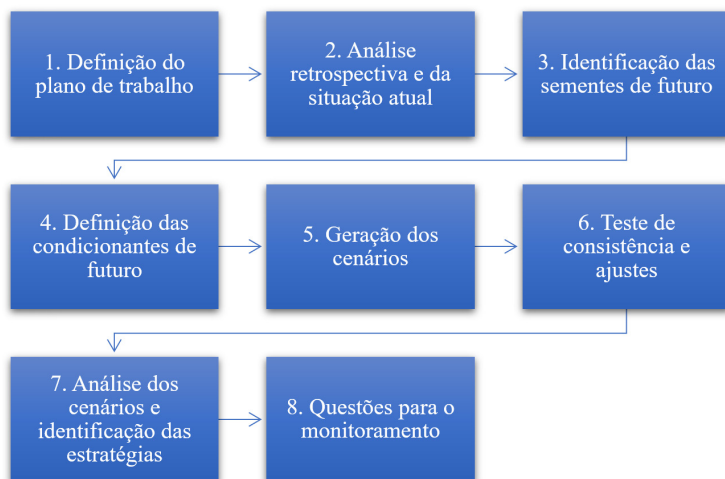 1. Definição do
plano de trabalho
2. Análise
retrospectiva e da
situação atual
3. Identificação das
sementes de futuro
4. Definição das
condicionantes de
futuro
5. Geração dos
cenários
6. Teste de
consistência e
ajustes
7. Análise dos
cenários e
identificação das
estratégias
8. Questões para o
monitoramento